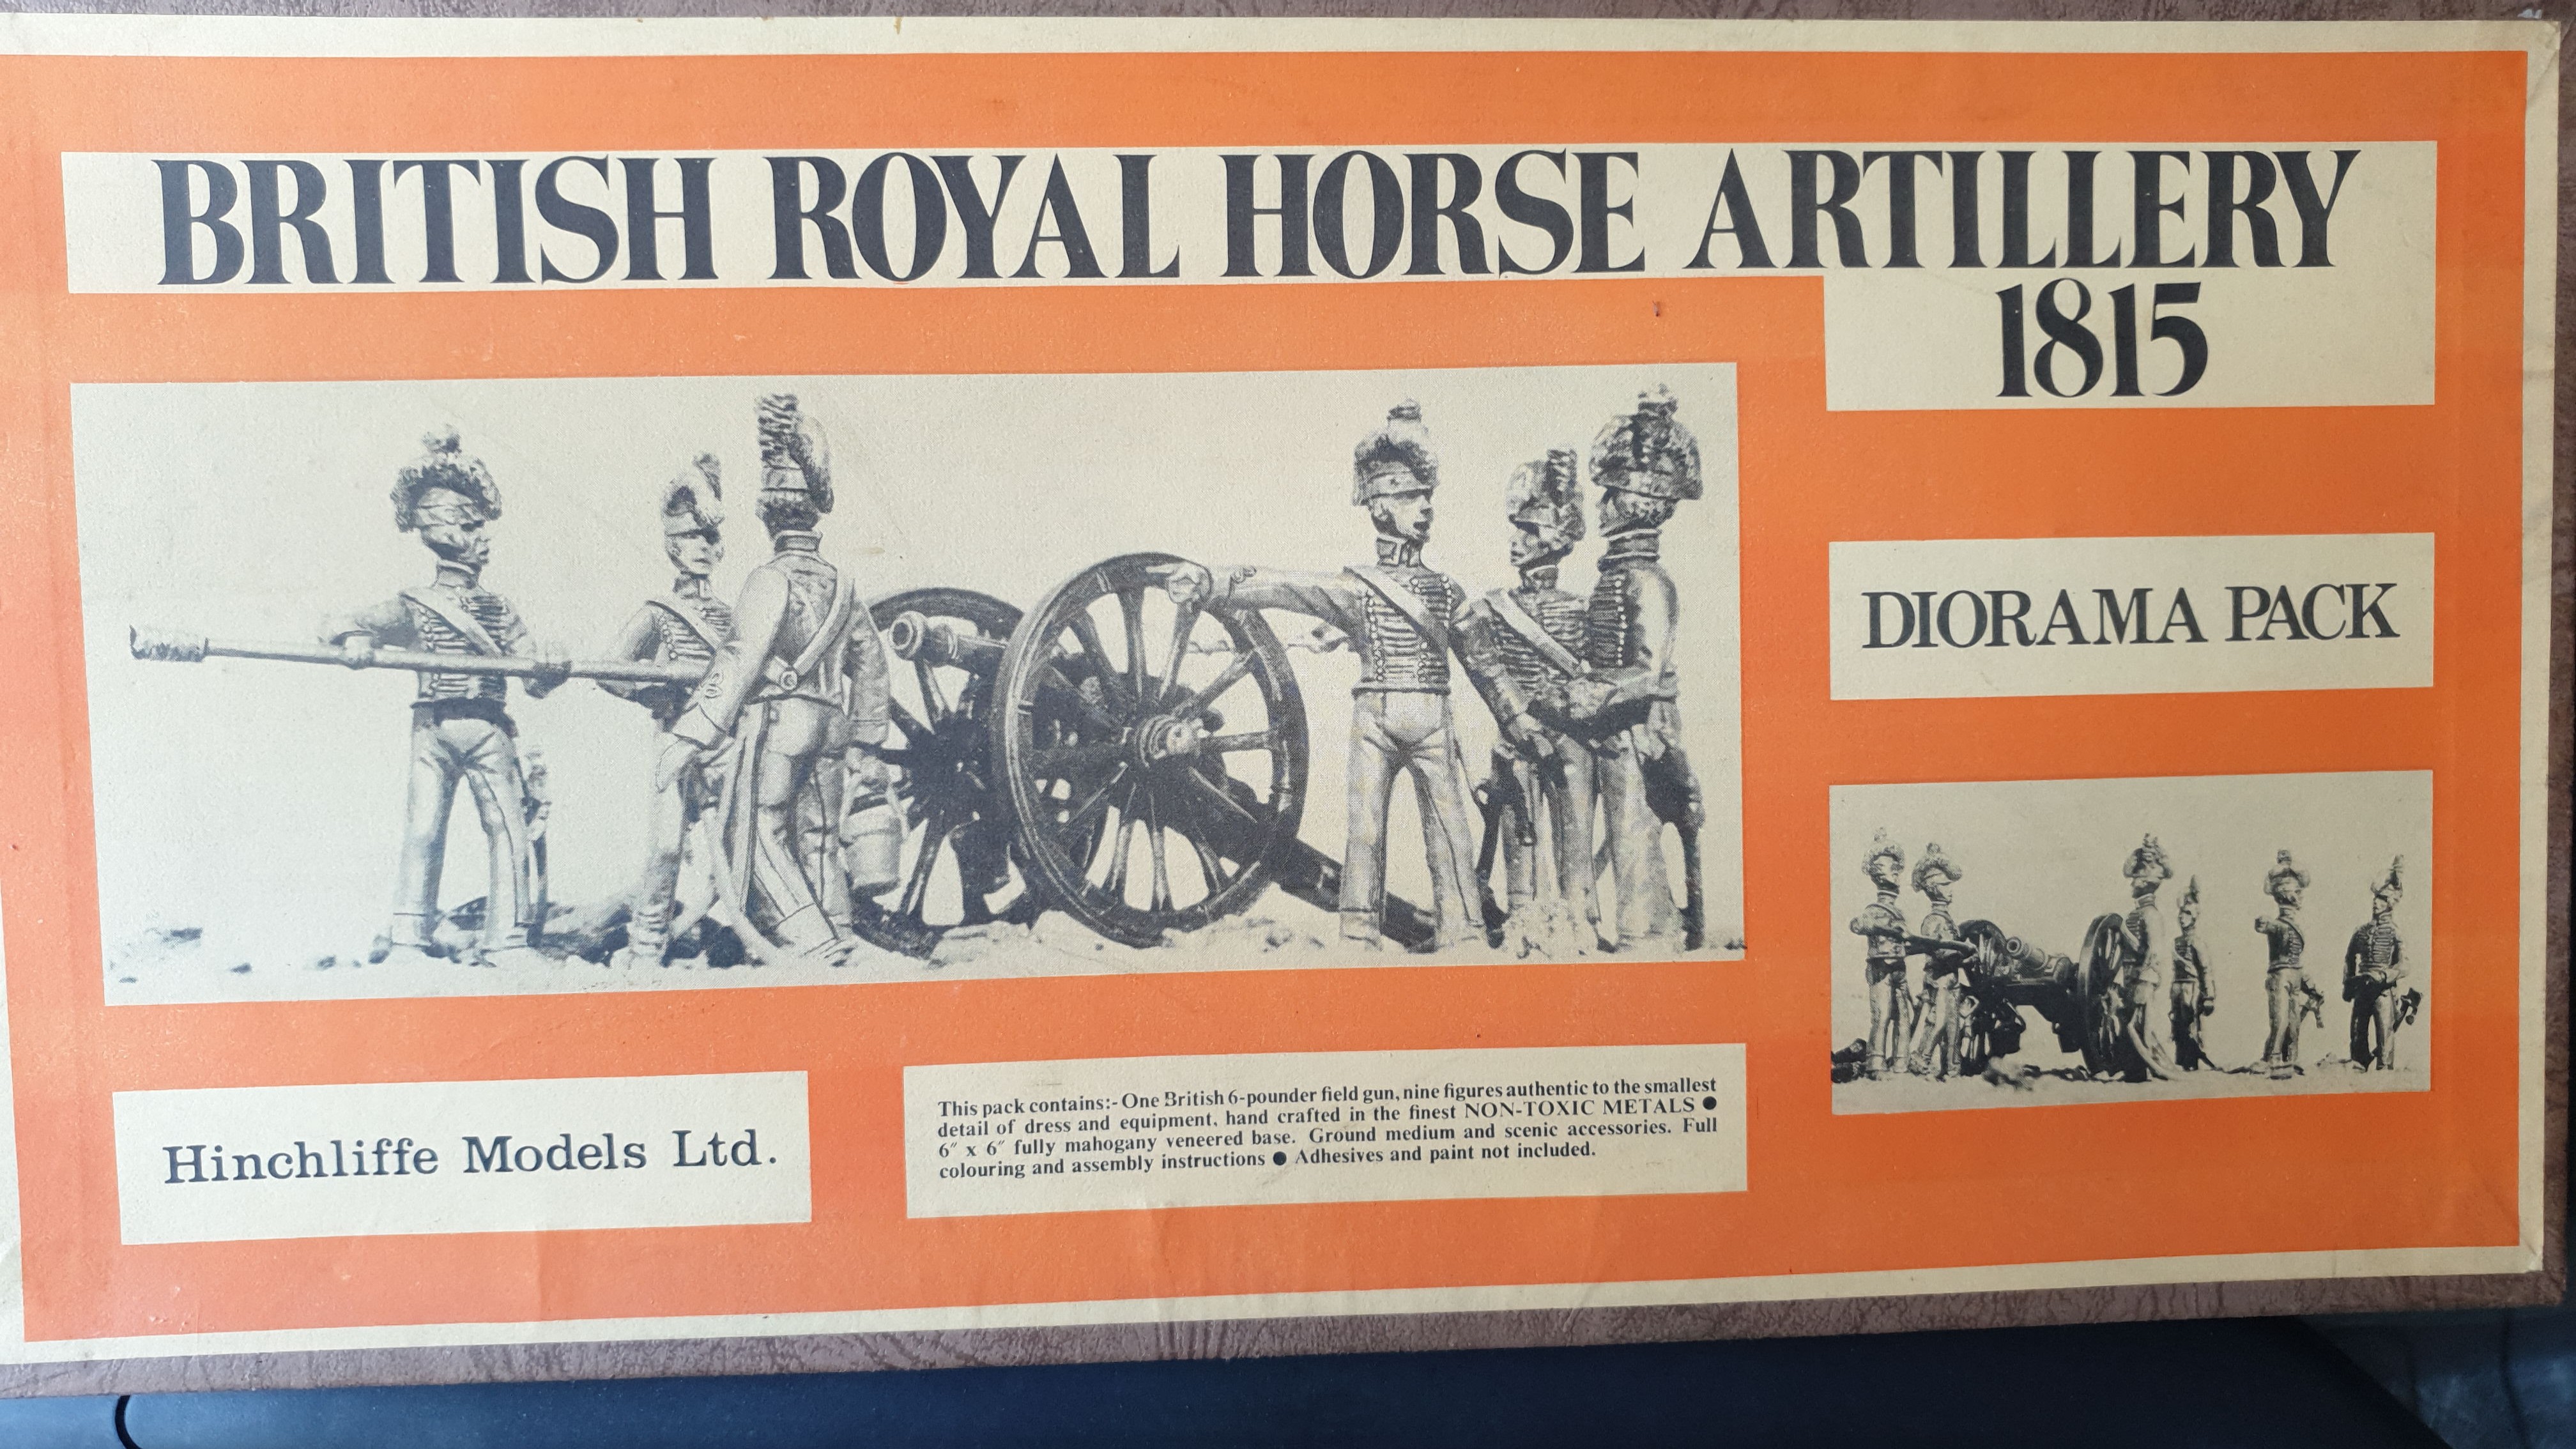 BRITISH ROYAL HORSE ARTILLERY
1815
DIORAMA PACK
Hinchliffe Models Ltd.
This pack contains:- One British 6-pounder field gun, nine figures authentic to the smallest
detail of dress and equipment, hand crafted in the finest NON-TOXIC METALS ●
6″ x 6″ fully mahogany veneered base. Ground medium and scenic accessories. Full
colouring and assembly instructions ● Adhesives and paint not included.